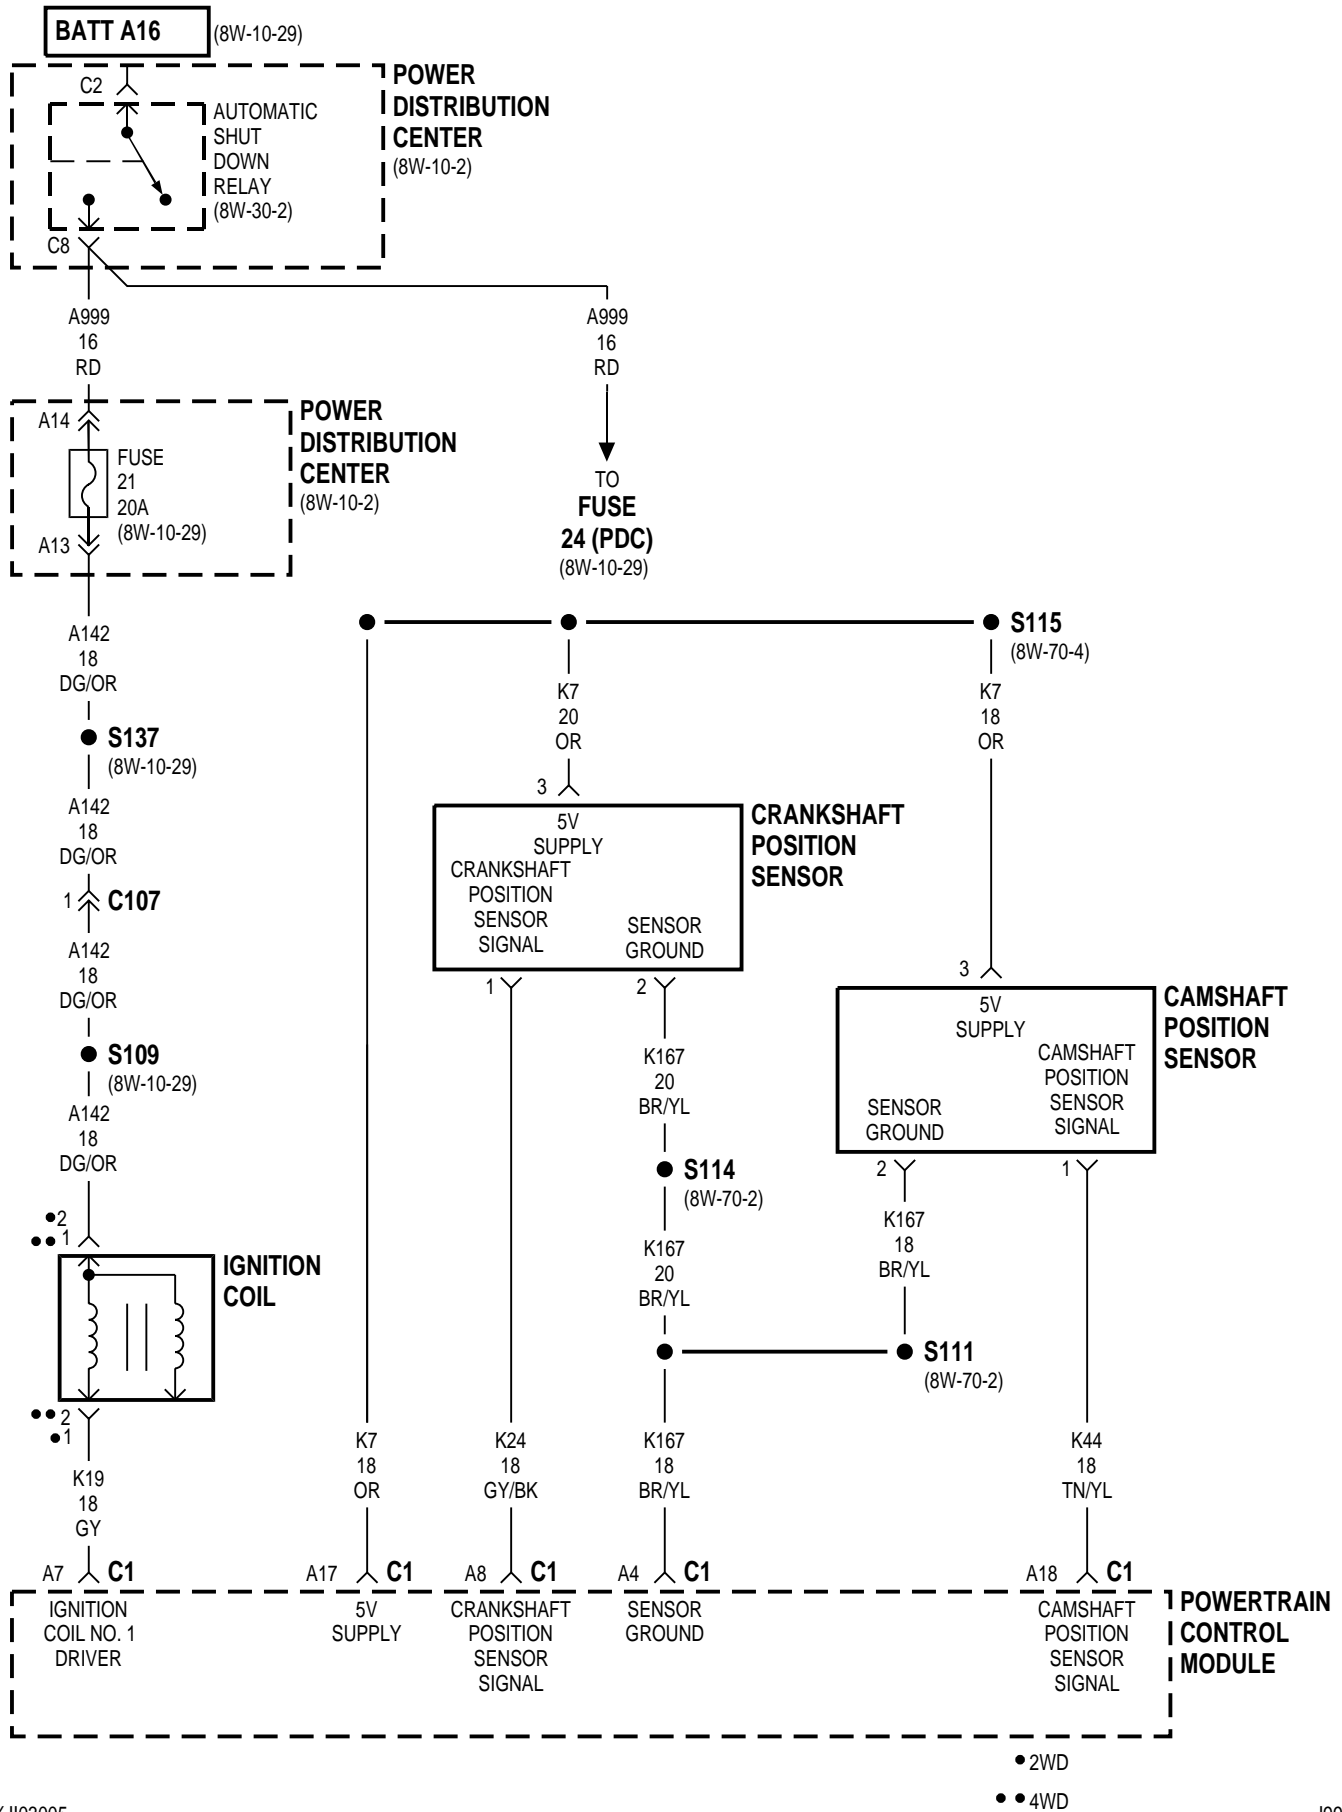 BATT A16
(8W-10-29)
C2
POWER
DISTRIBUTION
CENTER
(8W-10-2)
AUTOMATIC
SHUT
DOWN
RELAY
(8W-30-2)
C8
A999
16
RD
A999
16
RD
A14
POWER
DISTRIBUTION
CENTER
(8W-10-2)
FUSE
21
20A
(8W-10-29)
A13
TO
FUSE
24 (PDC)
(8W-10-29)
A142
18
DG/OR
S115
(8W-70-4)
K7
20
OR
K7
18
OR
S137
(8W-10-29)
A142
18
DG/OR
1
C107
A142
18
DG/OR
S109
(8W-10-29)
A142
18
DG/OR
3
CRANKSHAFT
POSITION
SENSOR
5V
SUPPLY
CRANKSHAFT
POSITION
SENSOR
SIGNAL
SENSOR
GROUND
1
2
3
CAMSHAFT
POSITION
SENSOR
5V
SUPPLY
CAMSHAFT
POSITION
SENSOR
SIGNAL
SENSOR
GROUND
2
1
K167
20
BR/YL
S114
(8W-70-2)
K167
20
BR/YL
K167
18
BR/YL
S111
(8W-70-2)
•2
••1
IGNITION
COIL
••2
•1
K19
18
GY
K7
18
OR
K24
18
GY/BK
K167
18
BR/YL
K44
18
TN/YL
A7 C1
A17 C1
A8 C1
A4 C1
A18 C1
IGNITION
COIL NO. 1
DRIVER
5V
SUPPLY
CRANKSHAFT
POSITION
SENSOR
SIGNAL
SENSOR
GROUND
CAMSHAFT
POSITION
SENSOR
SIGNAL
POWERTRAIN
CONTROL
MODULE
•2WD
••4WD